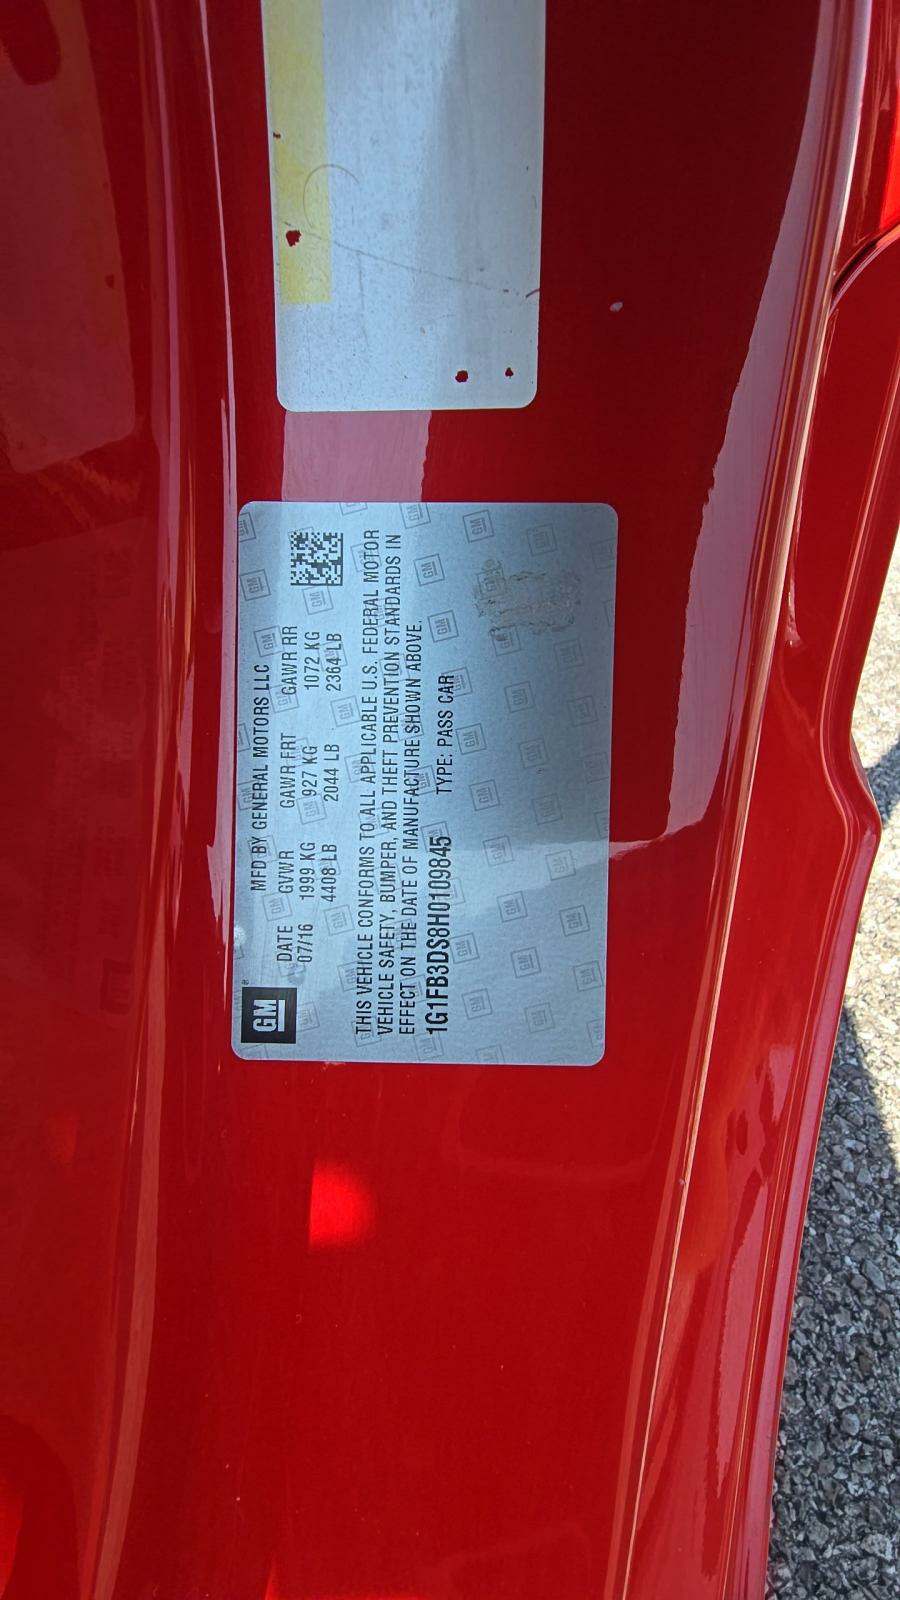 GM
MFD BY GENERAL MOTORS LLC
DATE GVWR GAWR FRT GAWR RR
07/16 1999 KG 927 KG 1072 KG
4408 LB 2044 LB 2364 LB
THIS VEHICLE CONFORMS TO ALL APPLICABLE U.S. FEDERAL MOTOR
VEHICLE SAFETY, BUMPER, AND THEFT PREVENTION STANDARDS IN
EFFECT ON THE DATE OF MANUFACTURE SHOWN ABOVE.
1G1FB3DS8H0109845 TYPE: PASS CAR